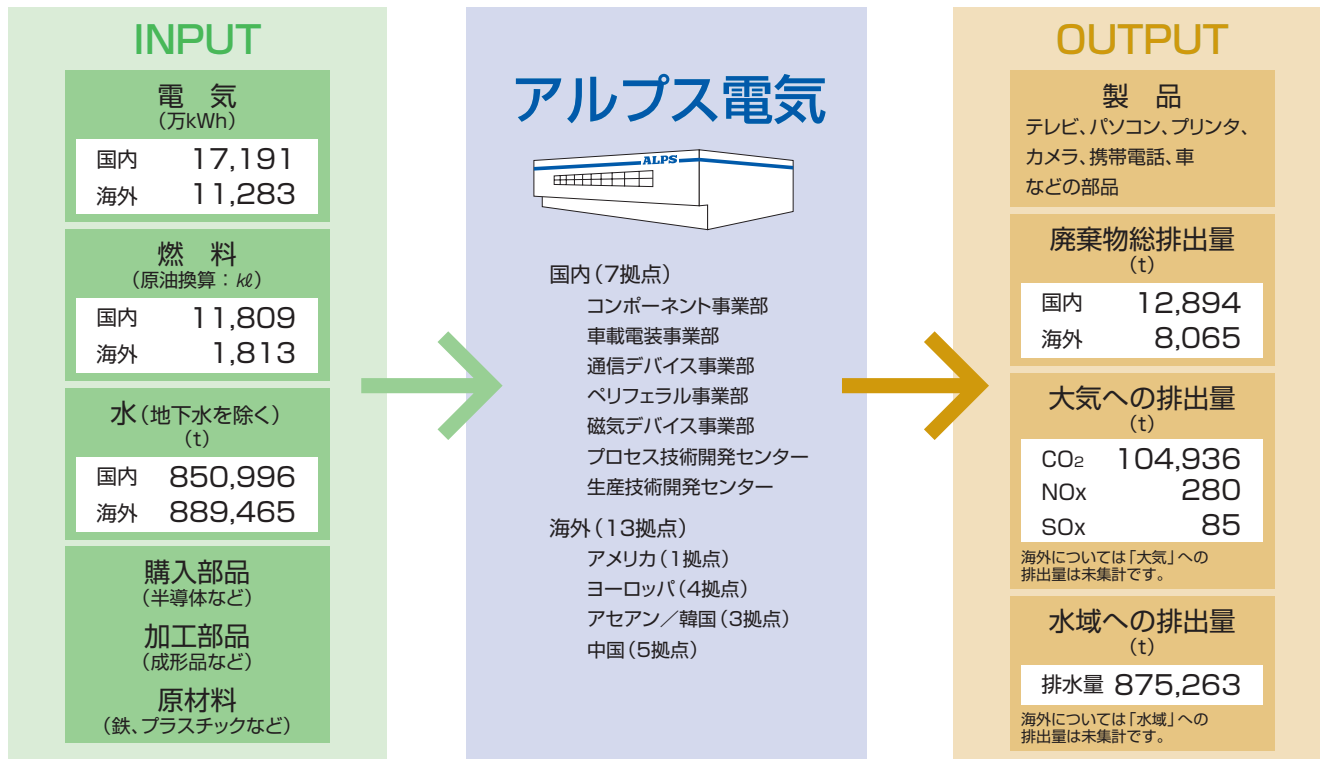 INPUT
電 気
(万kWh)
国内 17,191
海外 11,283
燃 料
(原油換算:㎘)
国内 11,809
海外 1,813
水(地下水を除く)
(t)
国内 850,996
海外 889,465
購入部品
(半導体など)
加工部品
(成形品など)
原材料
(鉄、プラスチックなど)
アルプス電気
ALPS
国内(7拠点)
コンポーネント事業部
車載電装事業部
通信デバイス事業部
ペリフェラル事業部
磁気デバイス事業部
プロセス技術開発センター
生産技術開発センター
海外(13拠点)
アメリカ(1拠点)
ヨーロッパ(4拠点)
アセアン/韓国(3拠点)
中国(5拠点)
OUTPUT
製 品
テレビ、パソコン、プリンタ、
カメラ、携帯電話、車
などの部品
廃棄物総排出量
(t)
国内 12,894
海外 8,065
大気への排出量
(t)
CO₂ 104,936
NOx 280
SOx 85
海外については「大気」への
排出量は未集計です。
水域への排出量
(t)
排水量 875,263
海外については「水域」への
排出量は未集計です。